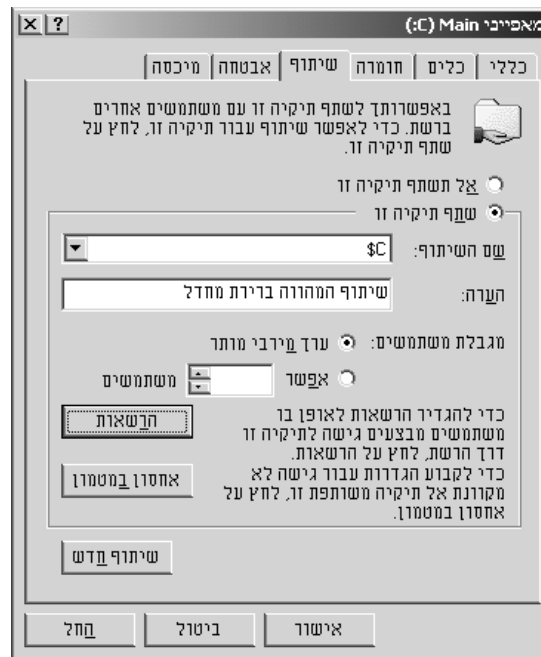 מאפייני Main (C:)
כללי
כלים
חומרה
שיתוף
אבטחה
מיכסה
באפשרותך לשתף תיקיה זו עם משתמשים אחרים
ברשת. כדי לאפשר שיתוף עבור תיקיה זו, לחץ על
שתף תיקיה זו.
אל תשתף תיקיה זו
שתף תיקיה זו
שם השיתוף:
C$
הערה:
שיתוף המהווה ברירת מחדל
מגבלת משתמשים:
ערך מירבי מותר
אפשר
משתמשים
כדי להגדיר הרשאות לאופן בו
משתמשים מבצעים גישה לתיקיה זו
דרך הרשת, לחץ על הרשאות.
הרשאות
כדי לקבוע הגדרות עבור גישה לא
מקוונת אל תיקיה משותפת זו, לחץ על
אחסון במטמון.
אחסון במטמון
שיתוף חדש
אישור
ביטול
החל